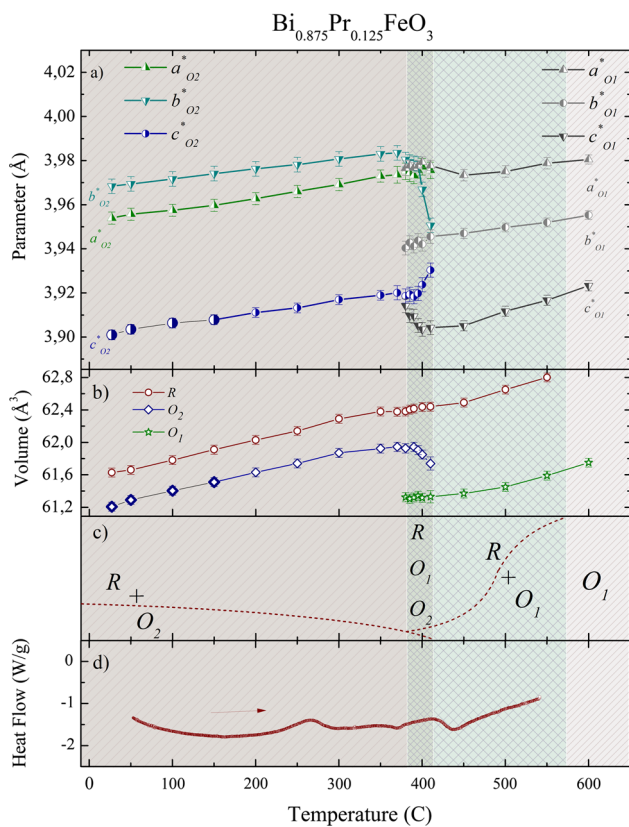 Bi0.875Pr0.125FeO3
a)
a*O2
b*O2
c*O2
a*O1
b*O1
c*O1
4,02
4,00
3,98
3,96
3,94
3,92
3,90
Parameter (Å)
b*O2
a*O2
c*O2
a*O1
b*O1
c*O1
b)
R
O2
O1
62,8
62,4
62,0
61,6
61,2
Volume (Å3)
c)
R
+
O2
R
O1
O2
R
+
O1
O1
d)
0
-1
-2
Heat Flow (W/g)
0 100 200 300 400 500 600
Temperature (C)